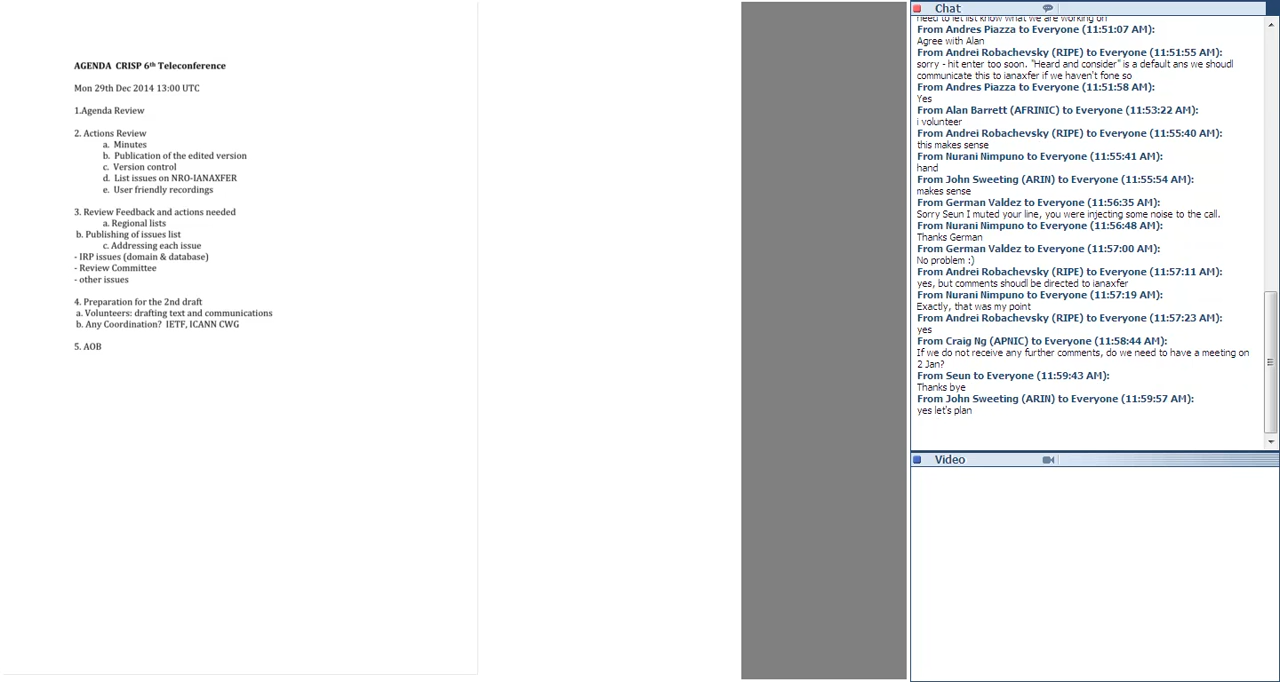 AGENDA CRISP 6th Teleconference
Mon 29th Dec 2014 13:00 UTC
1.Agenda Review
2. Actions Review
a. Minutes
b. Publication of the edited version
c. Version control
d. List issues on NRO-IANAXFER
e. User friendly recordings
3. Review Feedback and actions needed
a. Regional lists
b. Publishing of issues list
c. Addressing each issue
- IRP issues (domain & database)
- Review Committee
- other issues
4. Preparation for the 2nd draft
a. Volunteers: drafting text and communications
b. Any Coordination? IETF, ICANN CWG
5. AOB
Chat
need to let list know what we are working on
From Andres Piazza to Everyone (11:51:07 AM):
Agree with Alan
From Andrei Robachevsky (RIPE) to Everyone (11:51:55 AM):
sorry - hit enter too soon. "Heard and consider" is a default ans we shoudl
communicate this to ianaxfer if we haven't fone so
From Andres Piazza to Everyone (11:51:58 AM):
Yes
From Alan Barrett (AFRINIC) to Everyone (11:53:22 AM):
i volunteer
From Andrei Robachevsky (RIPE) to Everyone (11:55:40 AM):
this makes sense
From Nurani Nimpuno to Everyone (11:55:41 AM):
hand
From John Sweeting (ARIN) to Everyone (11:55:54 AM):
makes sense
From German Valdez to Everyone (11:56:35 AM):
Sorry Seun I muted your line, you were injecting some noise to the call.
From Nurani Nimpuno to Everyone (11:56:48 AM):
Thanks German
From German Valdez to Everyone (11:57:00 AM):
No problem :)
From Andrei Robachevsky (RIPE) to Everyone (11:57:11 AM):
yes, but comments shoudl be directed to ianaxfer
From Nurani Nimpuno to Everyone (11:57:19 AM):
Exactly, that was my point
From Andrei Robachevsky (RIPE) to Everyone (11:57:23 AM):
yes
From Craig Ng (APNIC) to Everyone (11:58:44 AM):
If we do not receive any further comments, do we need to have a meeting on
2 Jan?
From Seun to Everyone (11:59:43 AM):
Thanks bye
From John Sweeting (ARIN) to Everyone (11:59:57 AM):
yes let's plan
Video